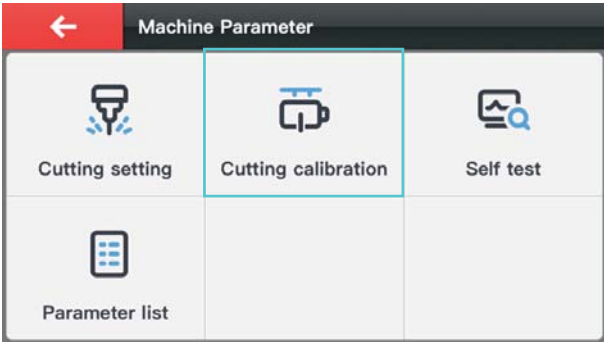 Machine Parameter
Cutting setting
Cutting calibration
Self test
Parameter list